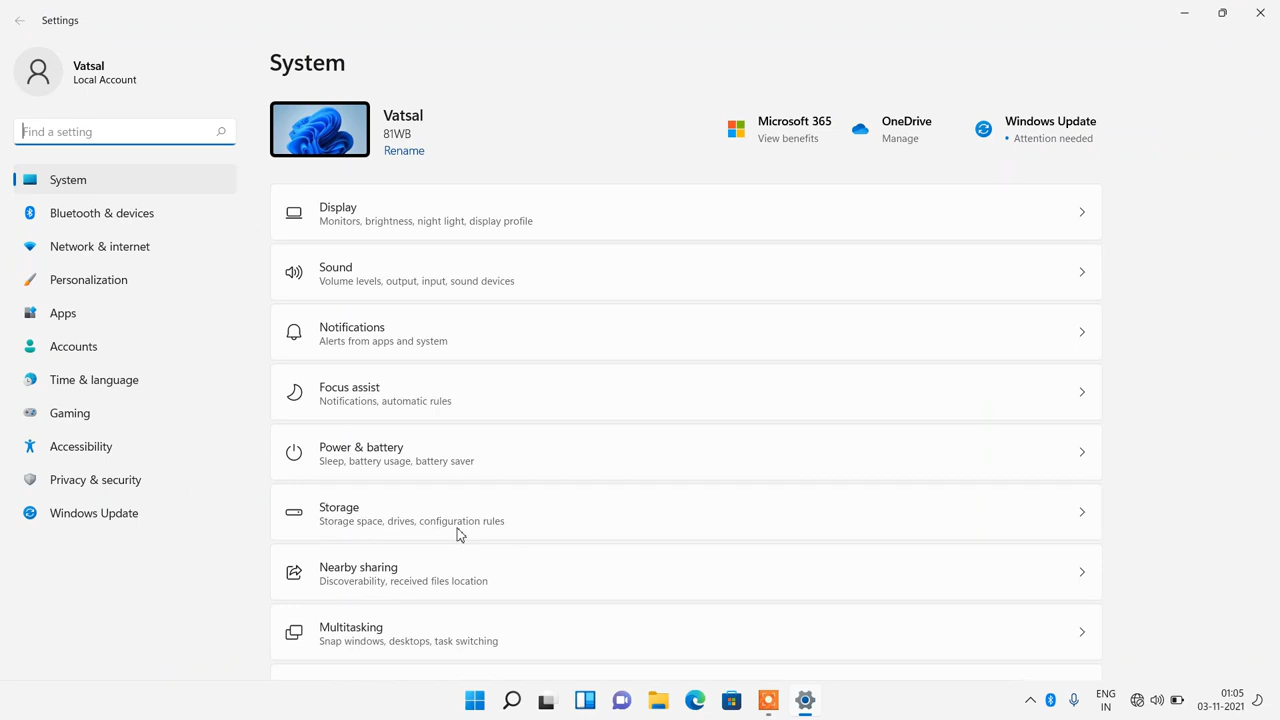 Settings
Vatsal
Local Account
Find a setting
System
Bluetooth & devices
Network & internet
Personalization
Apps
Accounts
Time & language
Gaming
Accessibility
Privacy & security
Windows Update
System
Vatsal
81WB
Rename
Microsoft 365
View benefits
OneDrive
Manage
Windows Update
• Attention needed
Display
Monitors, brightness, night light, display profile
Sound
Volume levels, output, input, sound devices
Notifications
Alerts from apps and system
Focus assist
Notifications, automatic rules
Power & battery
Sleep, battery usage, battery saver
Storage
Storage space, drives, configuration rules
Nearby sharing
Discoverability, received files location
Multitasking
Snap windows, desktops, task switching
ENG
IN
01:05
03-11-2021